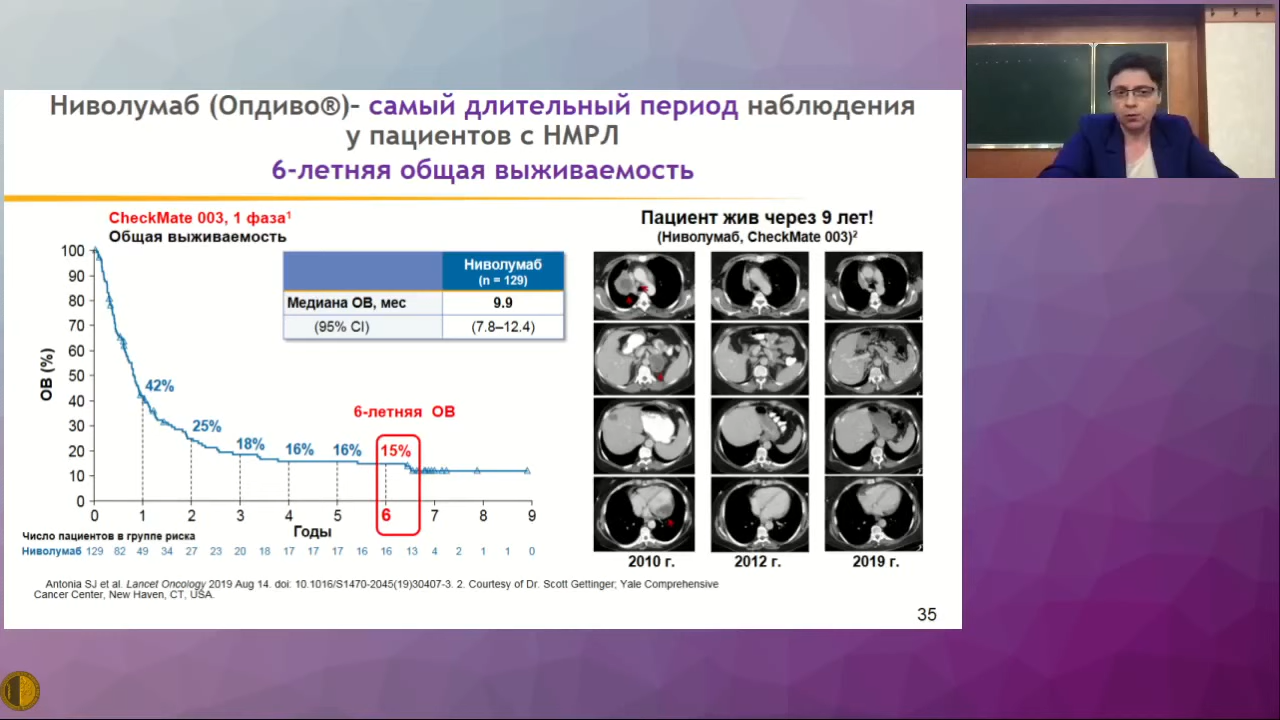 Ниволумаб (Опдиво®)– самый длительный период наблюдения
у пациентов с НМРЛ
6-летняя общая выживаемость
CheckMate 003, 1 фаза¹
Общая выживаемость
Ниволумаб
(n = 129)
Медиана ОВ, мес 9.9
(95% CI) (7.8–12.4)
ОВ (%)
100
90
80
70
60
50
40
30
20
10
0
42%
25%
18%
16%
16%
6-летняя ОВ
15%
0 1 2 3 4 5 6 7 8 9
Годы
Число пациентов в группе риска
Ниволумаб 129 82 49 34 27 23 20 18 17 17 17 16 16 13 4 2 1 1 0
Пациент жив через 9 лет!
(Ниволумаб, CheckMate 003)²
2010 г. 2012 г. 2019 г.
Antonia SJ et al. Lancet Oncology 2019 Aug 14. doi: 10.1016/S1470-2045(19)30407-3. 2. Courtesy of Dr. Scott Gettinger; Yale Comprehensive
Cancer Center, New Haven, CT, USA.
35